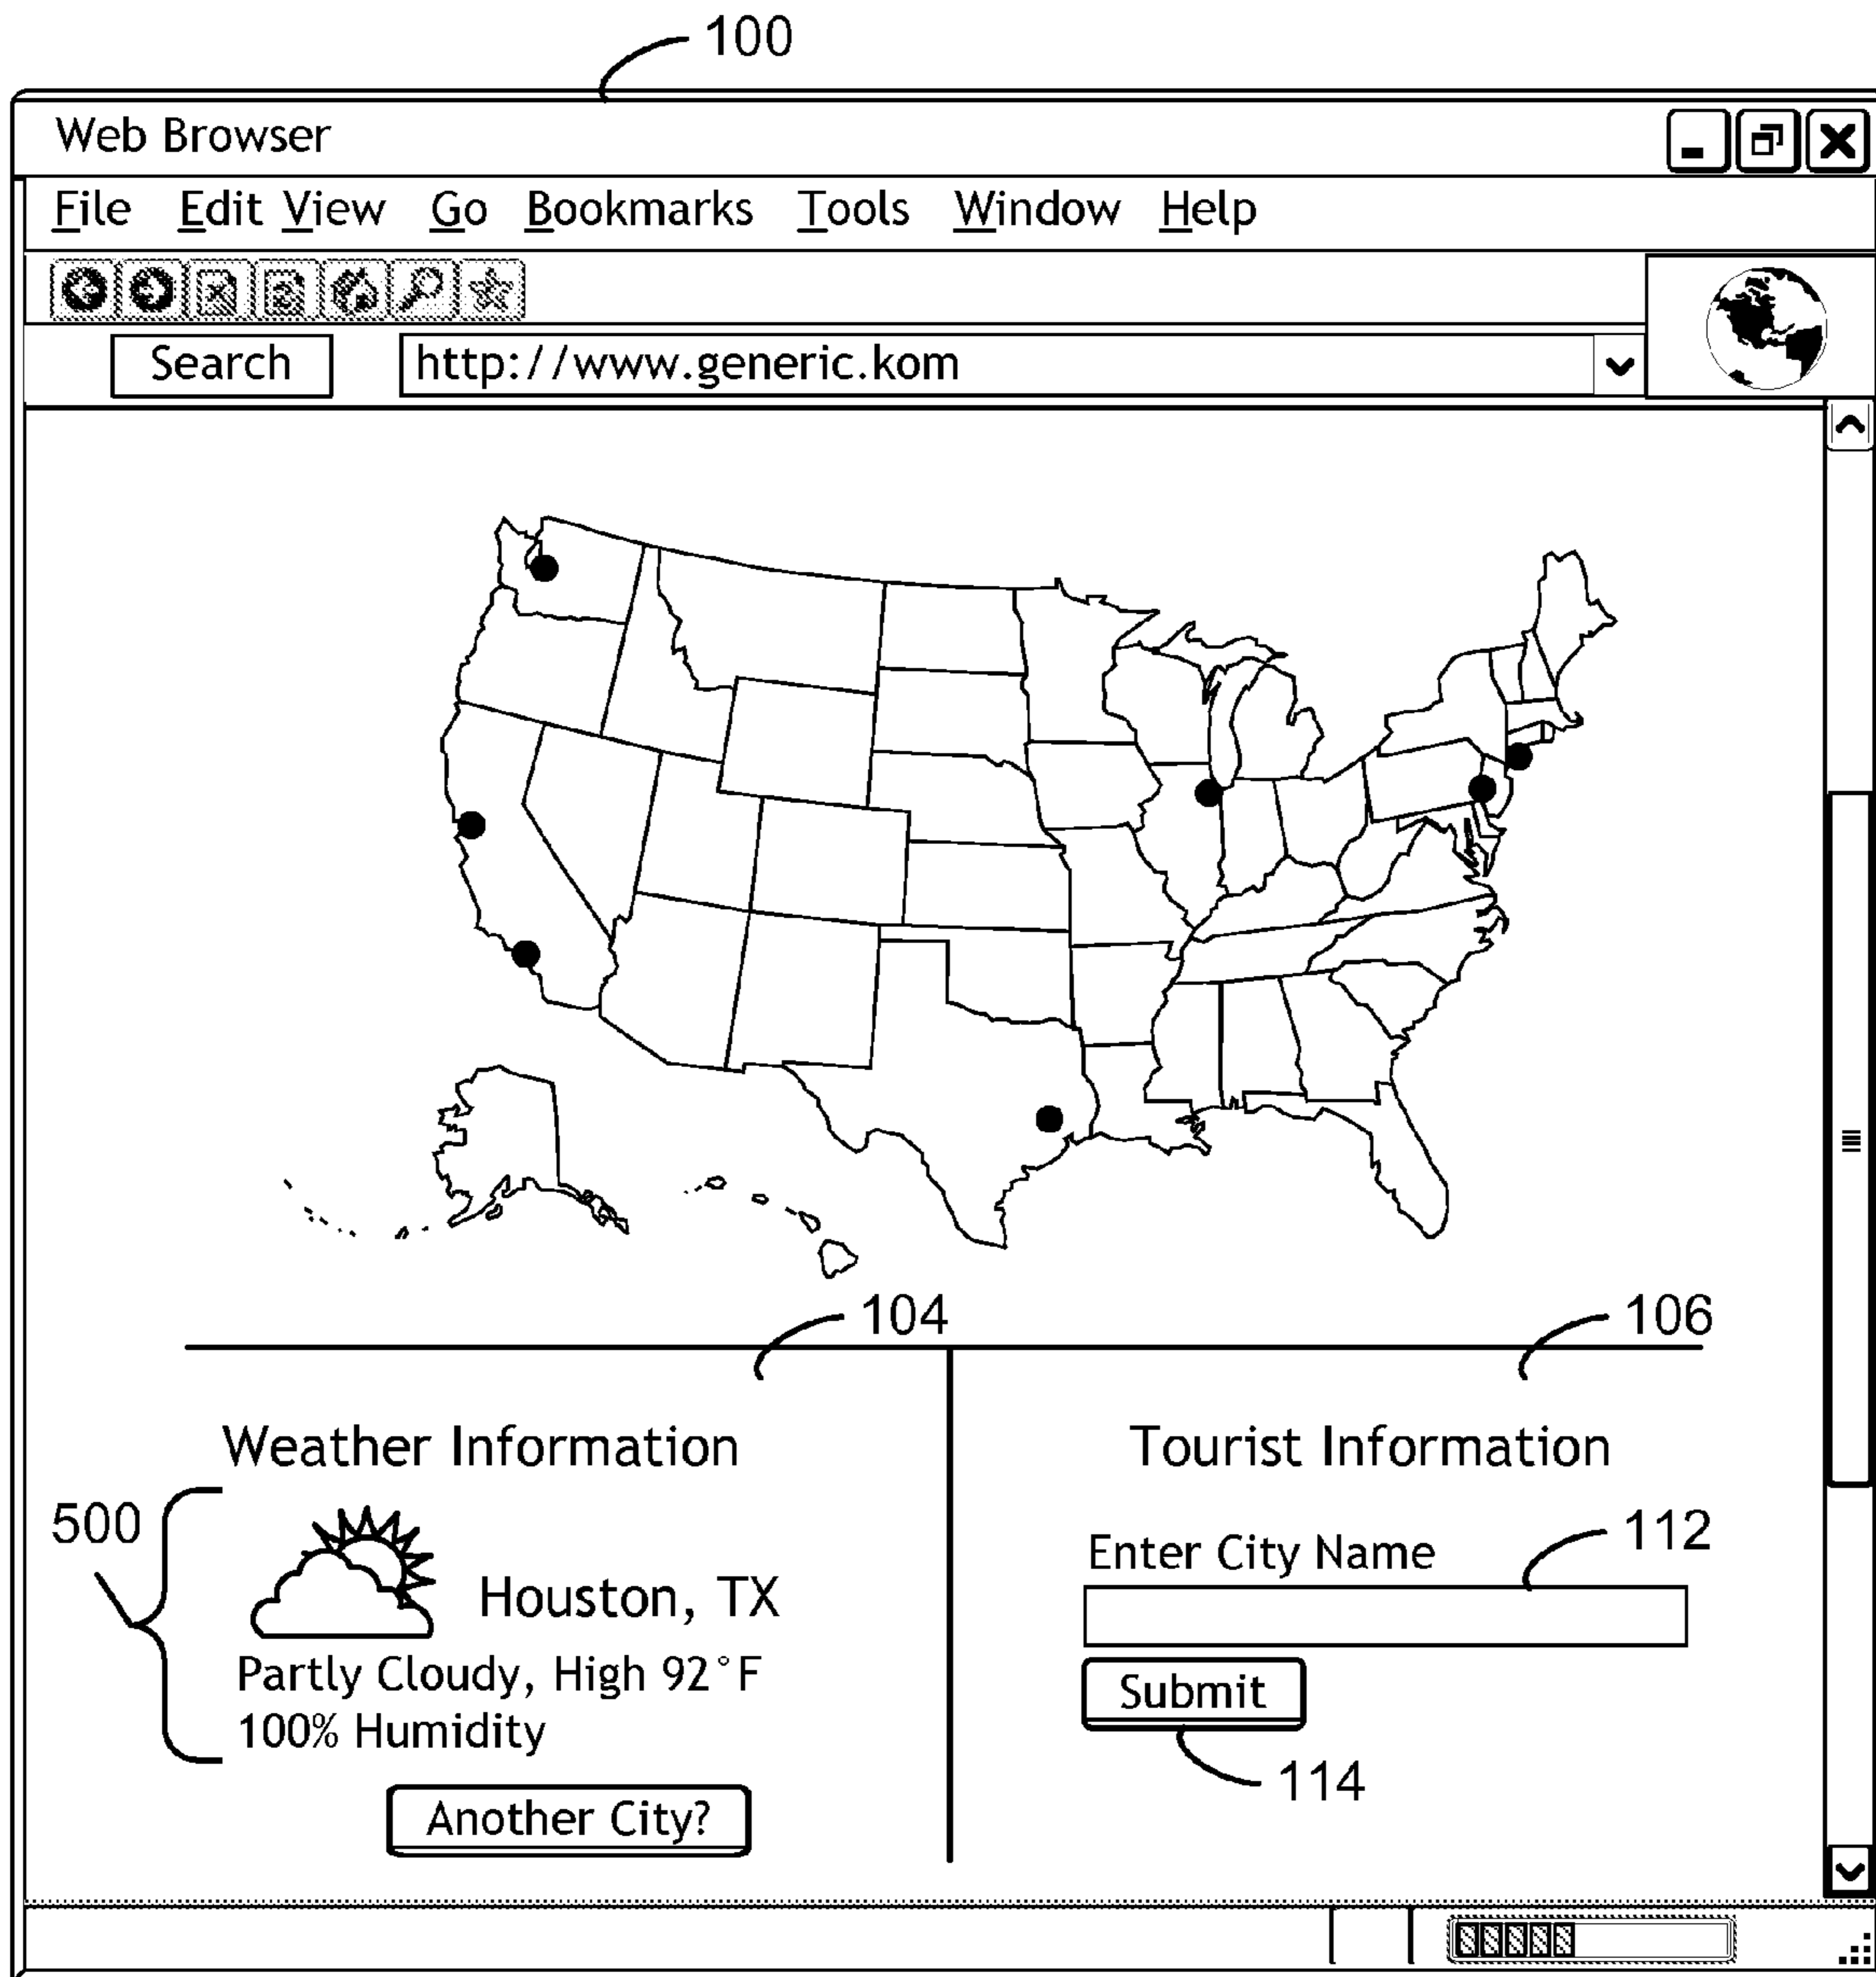 100
Web Browser
File Edit View Go Bookmarks Tools Window Help
Search http://www.generic.kom
104
106
Weather Information
Tourist Information
500
Houston, TX
Partly Cloudy, High 92°F
100% Humidity
Another City?
112
Enter City Name
Submit
114